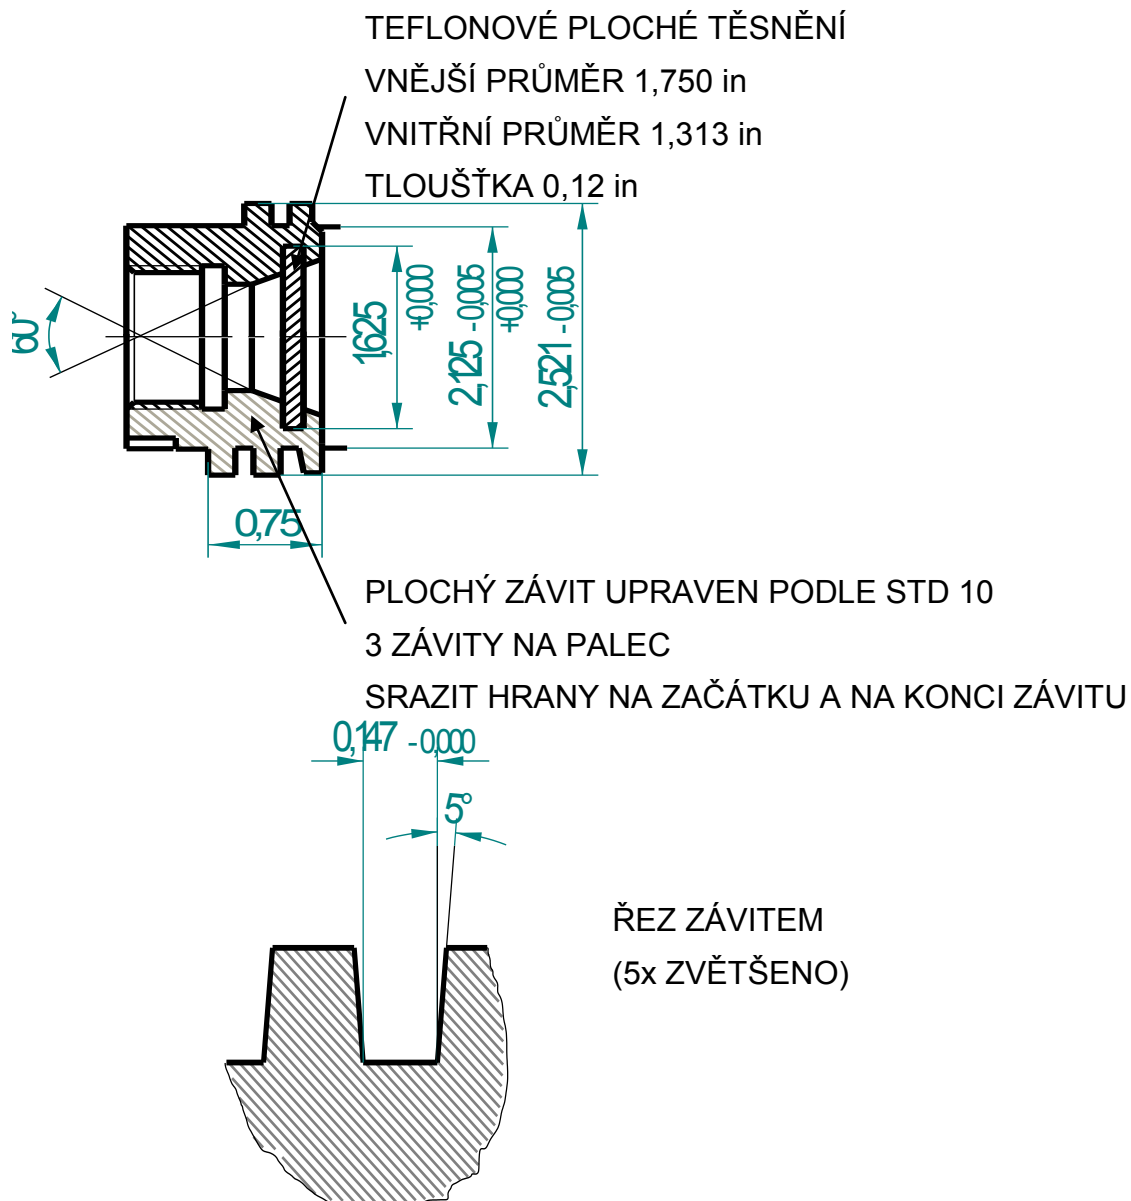 TEFLONOVÉ PLOCHÉ TĚSNĚNÍ
VNĚJŠÍ PRŮMĚR 1,750 in
VNITŘNÍ PRŮMĚR 1,313 in
TLOUŠŤKA 0,12 in
60°
1,625
+0,000
2,125 -0,005
+0,000
2,521 -0,005
0,75
PLOCHÝ ZÁVIT UPRAVEN PODLE STD 10
3 ZÁVITY NA PALEC
SRAZIT HRANY NA ZAČÁTKU A NA KONCI ZÁVITU
0,147 -0,000
5°
ŘEZ ZÁVITEM
(5x ZVĚTŠENO)